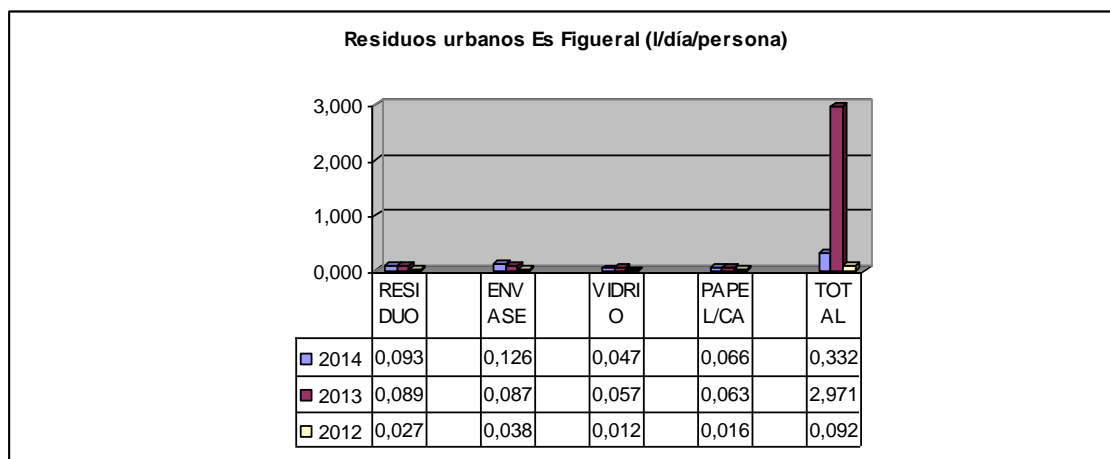 Residuos urbanos Es Figueral (l/día/persona)
3,000
2,000
1,000
0,000
RESI
DUO
ENV
ASE
VIDRI
O
PAPE
L/CA
TOT
AL
2014 0,093 0,126 0,047 0,066 0,332
2013 0,089 0,087 0,057 0,063 2,971
2012 0,027 0,038 0,012 0,016 0,092